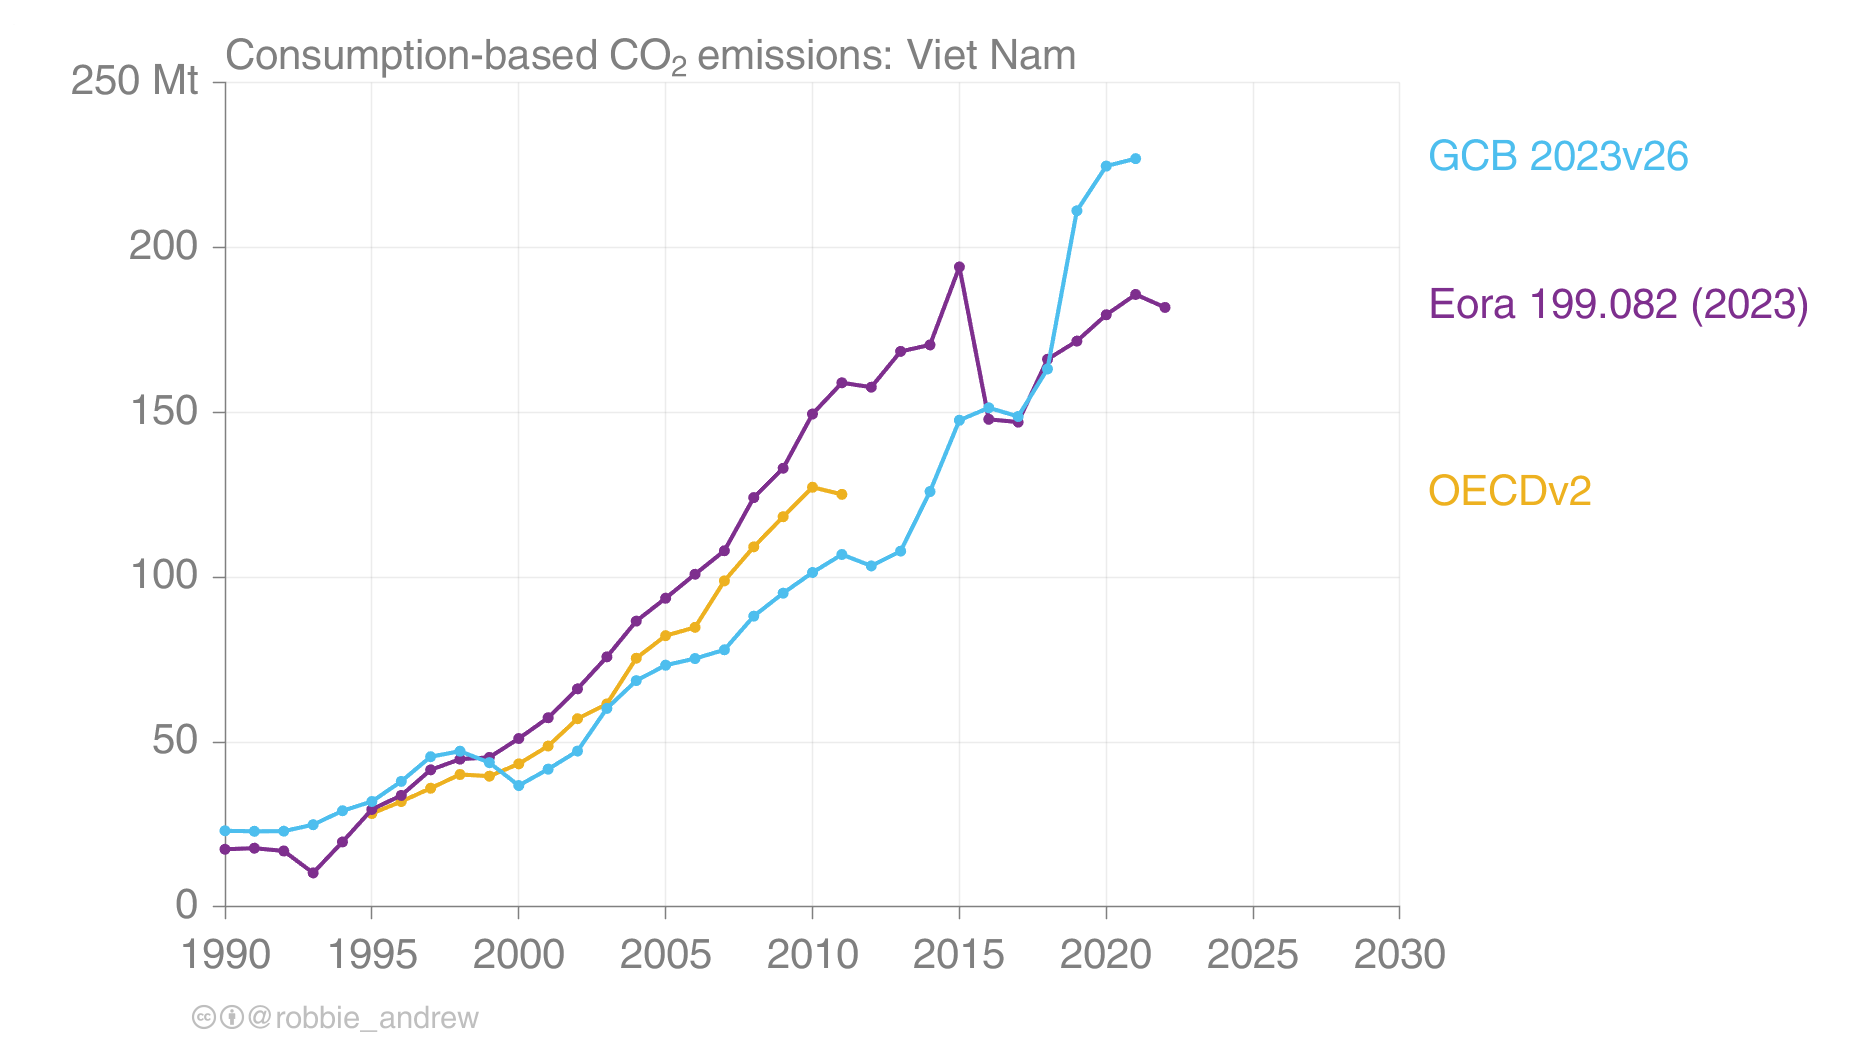 Consumption-based CO₂ emissions: Viet Nam
250 Mt
200
150
100
50
0
1990 1995 2000 2005 2010 2015 2020 2025 2030
GCB 2023v26
Eora 199.082 (2023)
OECDv2
cc @robbie_andrew